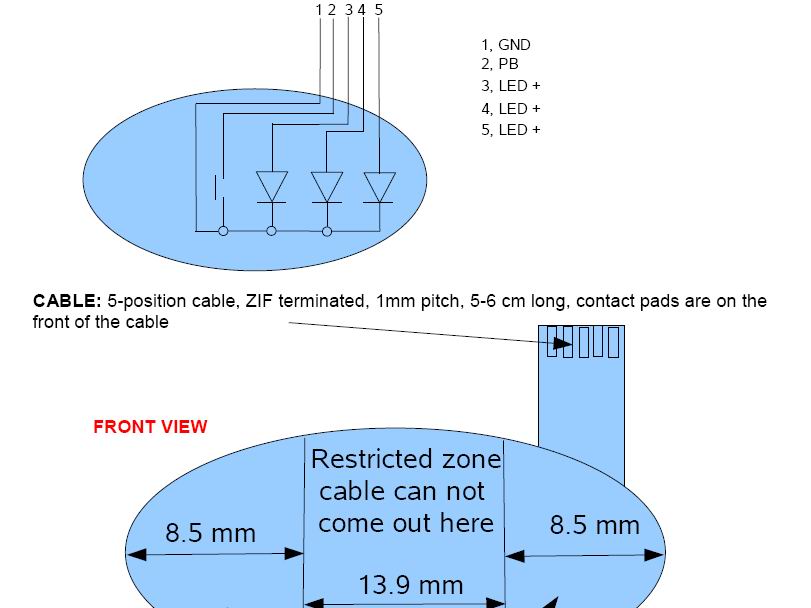 1 2 3 4 5
1, GND
2, PB
3, LED +
4, LED +
5, LED +
CABLE: 5-position cable, ZIF terminated, 1mm pitch, 5-6 cm long, contact pads are on the
front of the cable
FRONT VIEW
Restricted zone
cable can not
come out here
8.5 mm
8.5 mm
13.9 mm